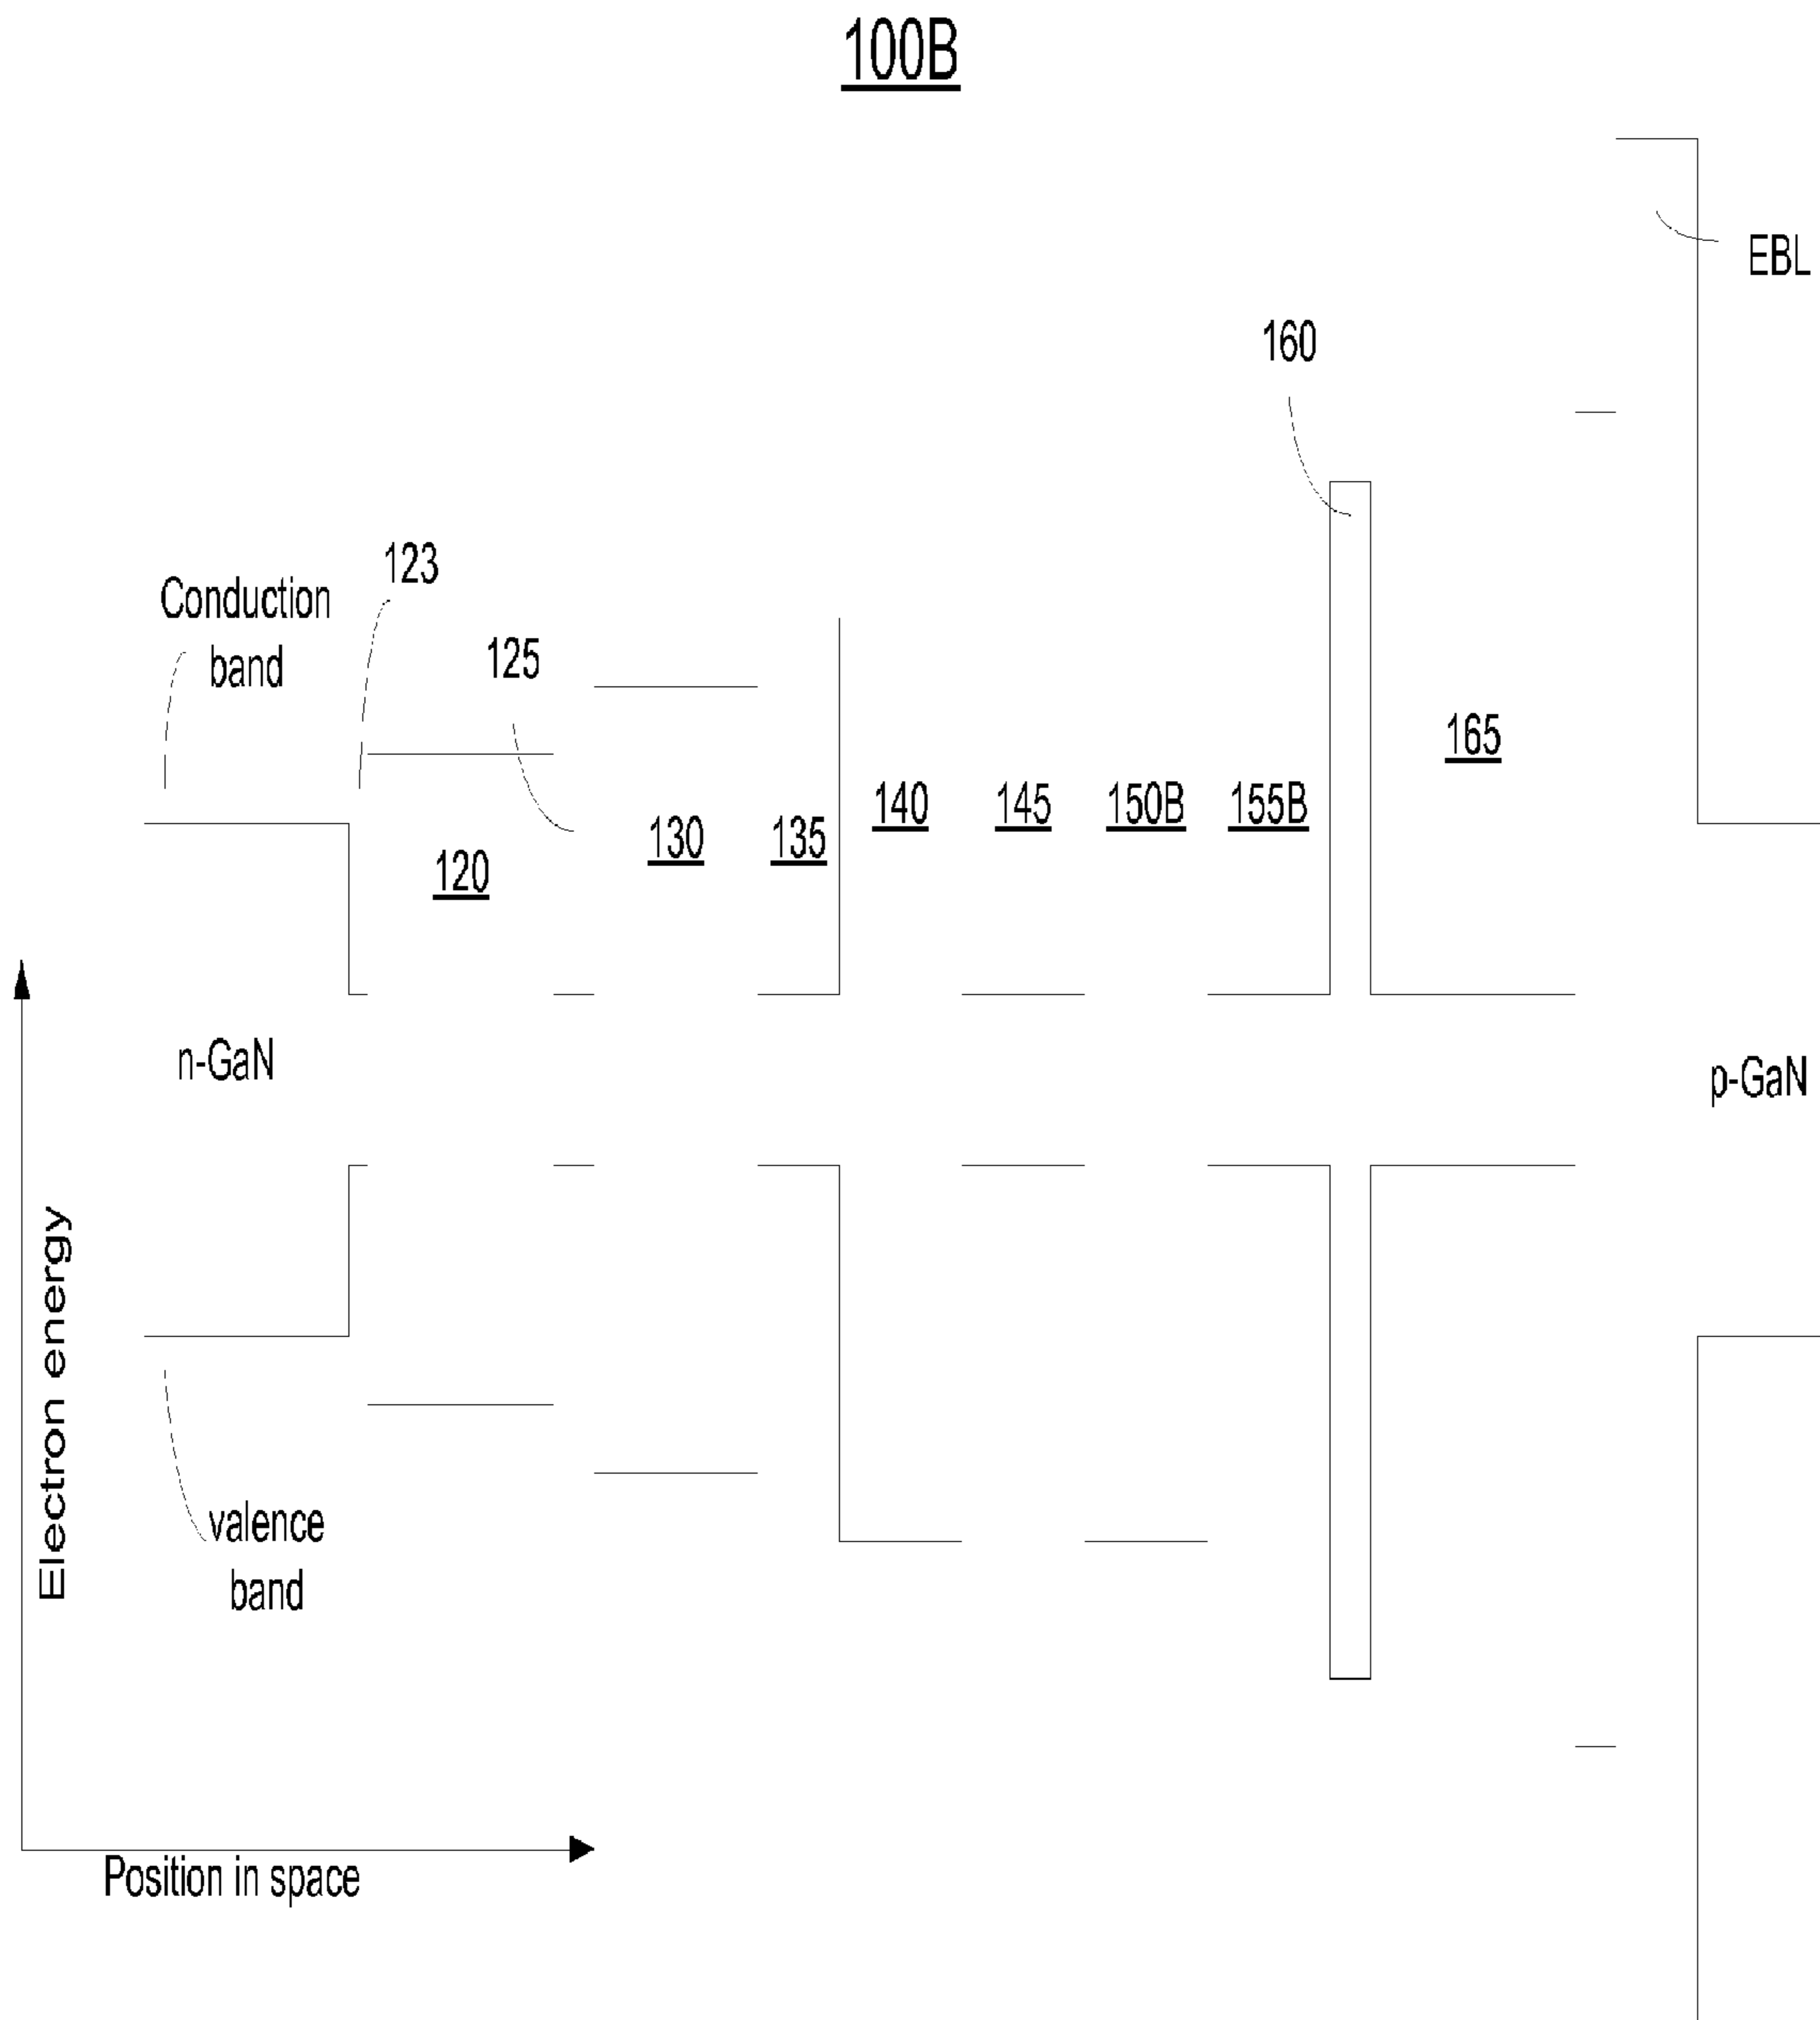 100B
EBL
160
123
Conduction
band
125
165
140
145
150B
155B
130
135
120
n-GaN
p-GaN
Electron energy
valence
band
Position in space